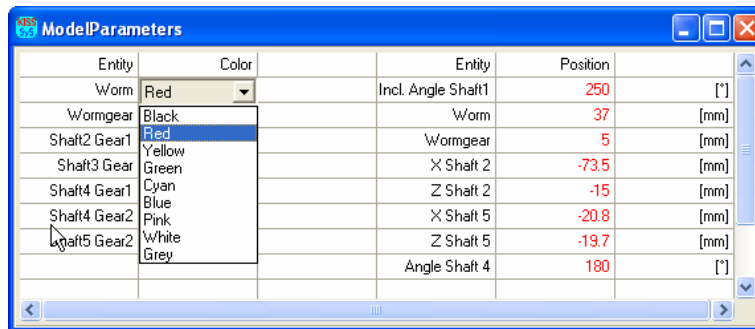 KISS sys ModelParameters
Entity Color Entity Position
Worm Red Incl. Angle Shaft1 250 [°]
Wormgear Black Worm 37 [mm]
Shaft2 Gear1 Red Wormgear 5 [mm]
Yellow
Shaft3 Gear Green X Shaft 2 -73.5 [mm]
Shaft4 Gear1 Cyan Z Shaft 2 -15 [mm]
Blue
Shaft4 Gear2 Pink X Shaft 5 -20.8 [mm]
Shaft5 Gear2 White Z Shaft 5 -19.7 [mm]
Grey
Angle Shaft 4 180 [°]